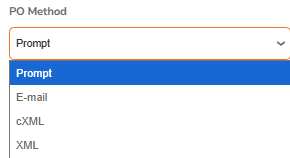 PO Method
Prompt
Prompt
E-mail
cXML
XML